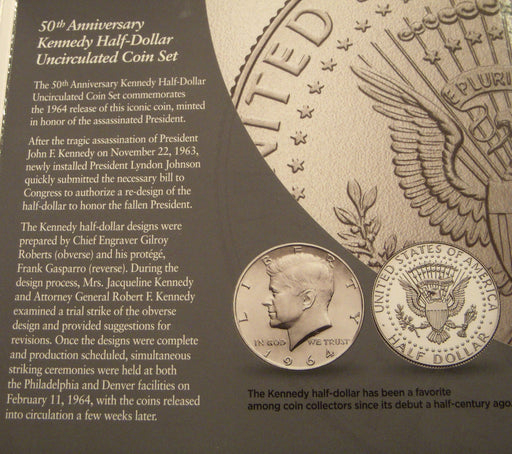 50th Anniversary
Kennedy Half-Dollar
Uncirculated Coin Set
The 50th Anniversary Kennedy Half-Dollar
Uncirculated Coin Set commemorates
the 1964 release of this iconic coin, minted
in honor of the assassinated President.
After the tragic assassination of President
John F. Kennedy on November 22, 1963,
newly installed President Lyndon Johnson
quickly submitted the necessary bill to
Congress to authorize a re-design of the
half-dollar to honor the fallen President.
The Kennedy half-dollar designs were
prepared by Chief Engraver Gilroy
Roberts (obverse) and his protégé,
Frank Gasparro (reverse). During the
design process, Mrs. Jacqueline Kennedy
and Attorney General Robert F. Kennedy
examined a trial strike of the obverse
design and provided suggestions for
revisions. Once the designs were complete
and production scheduled, simultaneous
striking ceremonies were held at both
the Philadelphia and Denver facilities on
February 11, 1964, with the coins released
into circulation a few weeks later.
UNITED STA
E PLURI
LIBERTY
IN GOD WE TRUST
1964
UNITED STATES OF AMERICA
HALF DOLLAR
The Kennedy half-dollar has been a favorite
among coin collectors since its debut a half-century ago.